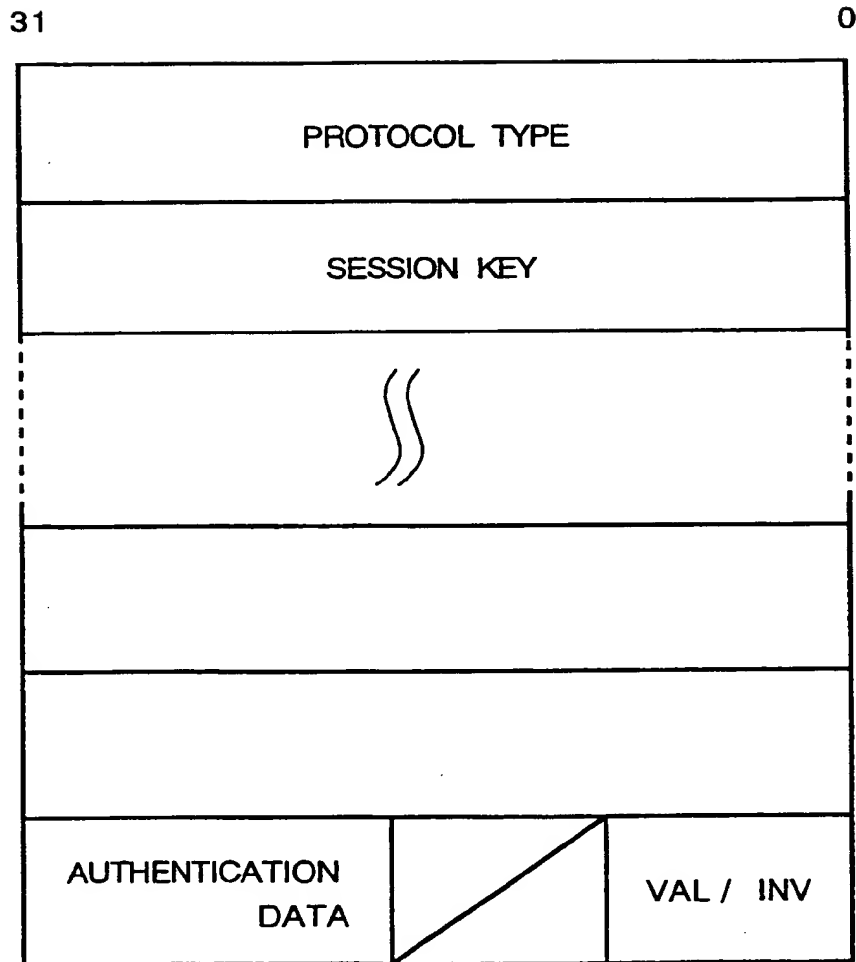 31 0
PROTOCOL TYPE
SESSION KEY
AUTHENTICATION
DATA
VAL / INV